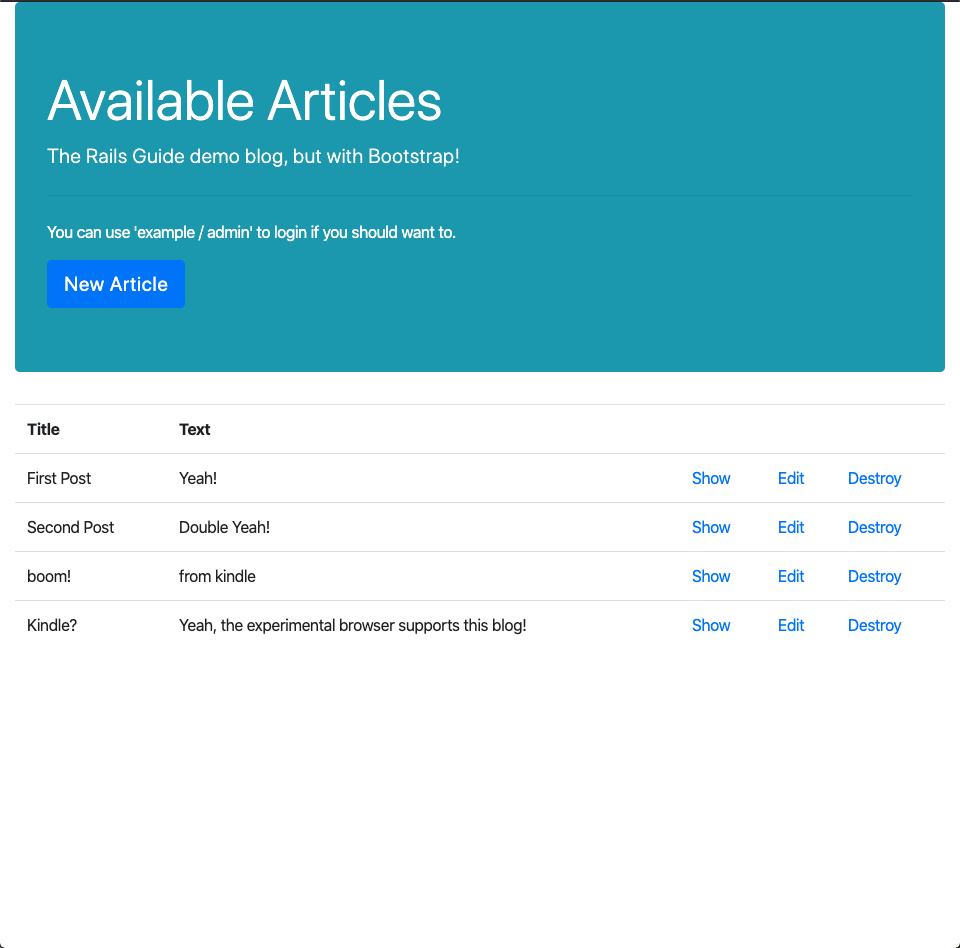 Available Articles
The Rails Guide demo blog, but with Bootstrap!
You can use 'example / admin' to login if you should want to.
New Article
Title Text
First Post Yeah! Show Edit Destroy
Second Post Double Yeah! Show Edit Destroy
boom! from kindle Show Edit Destroy
Kindle? Yeah, the experimental browser supports this blog! Show Edit Destroy